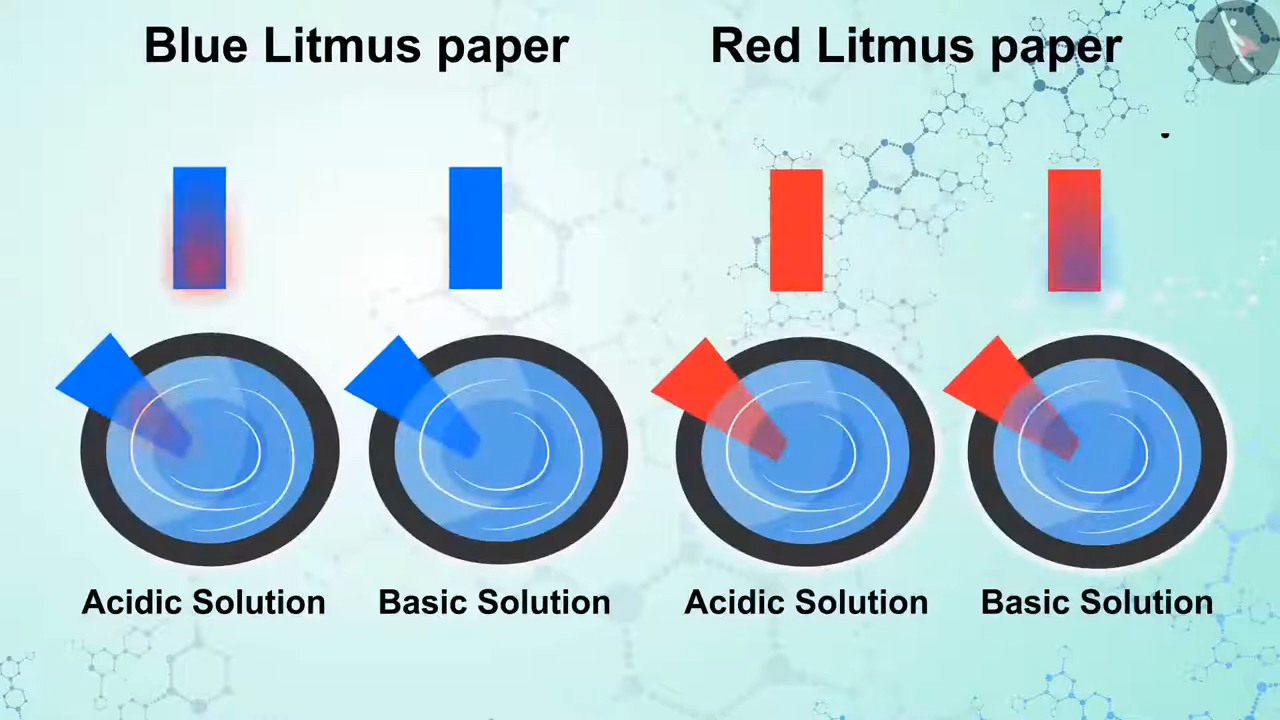 Blue Litmus paper
Red Litmus paper
Acidic Solution
Basic Solution
Acidic Solution
Basic Solution